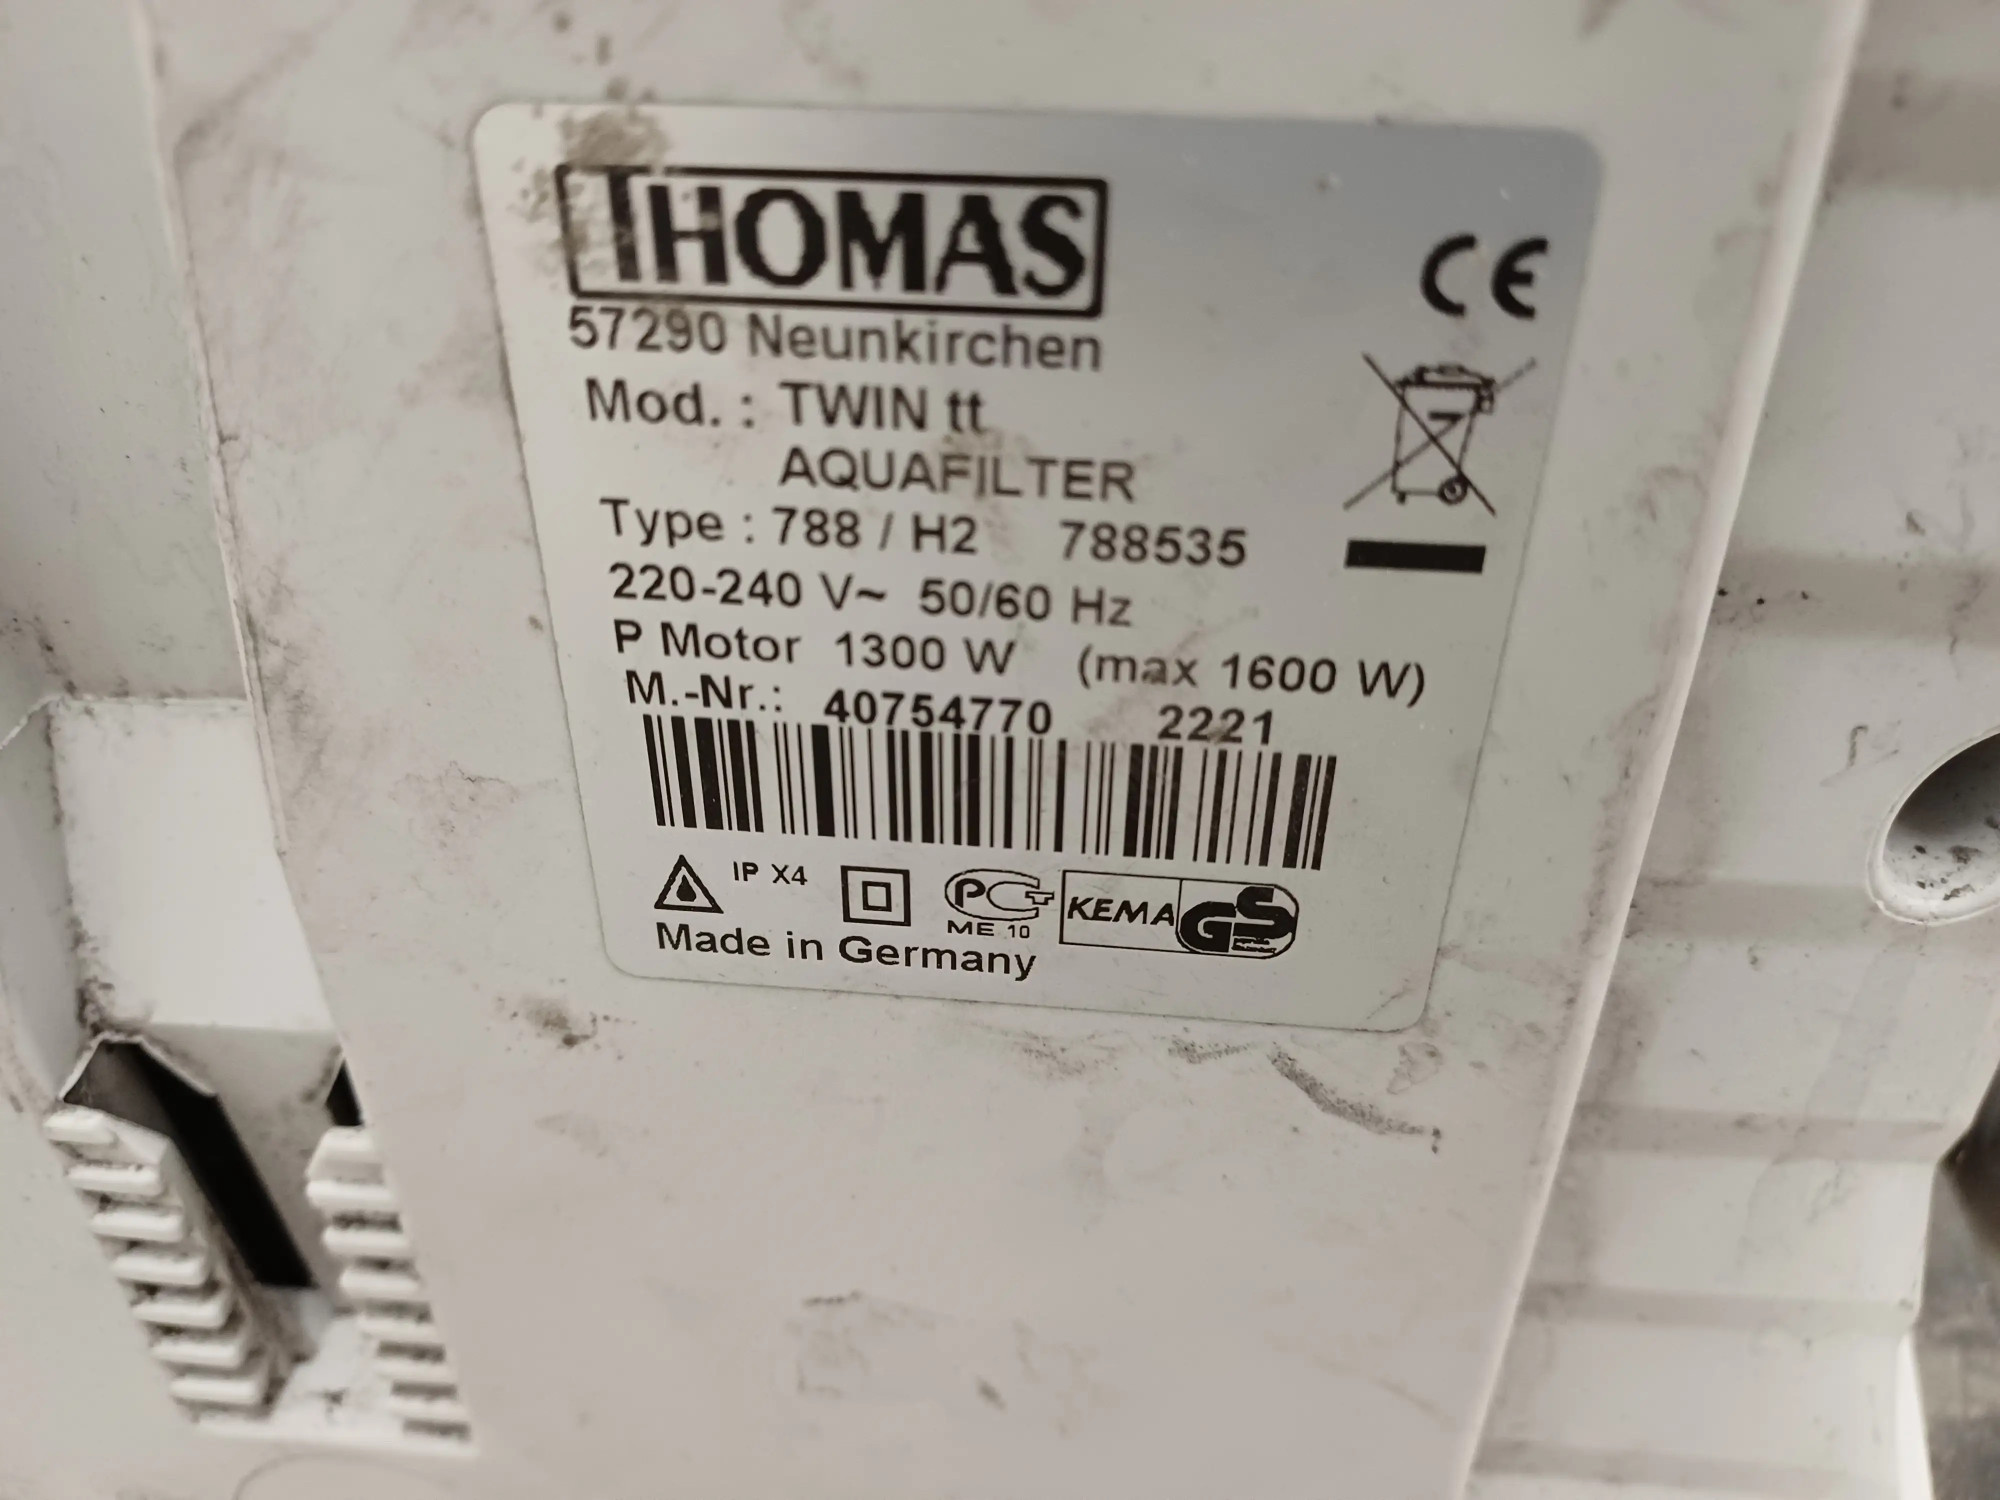 THOMAS
CE
57290 Neunkirchen
Mod. : TWIN tt
AQUAFILTER
Type : 788 / H2 788535
220-240 V~ 50/60 Hz
P Motor 1300 W (max 1600 W)
M.-Nr.: 40754770 2221
IP X4
PCT
ME 10
KEMA
GS
Made in Germany